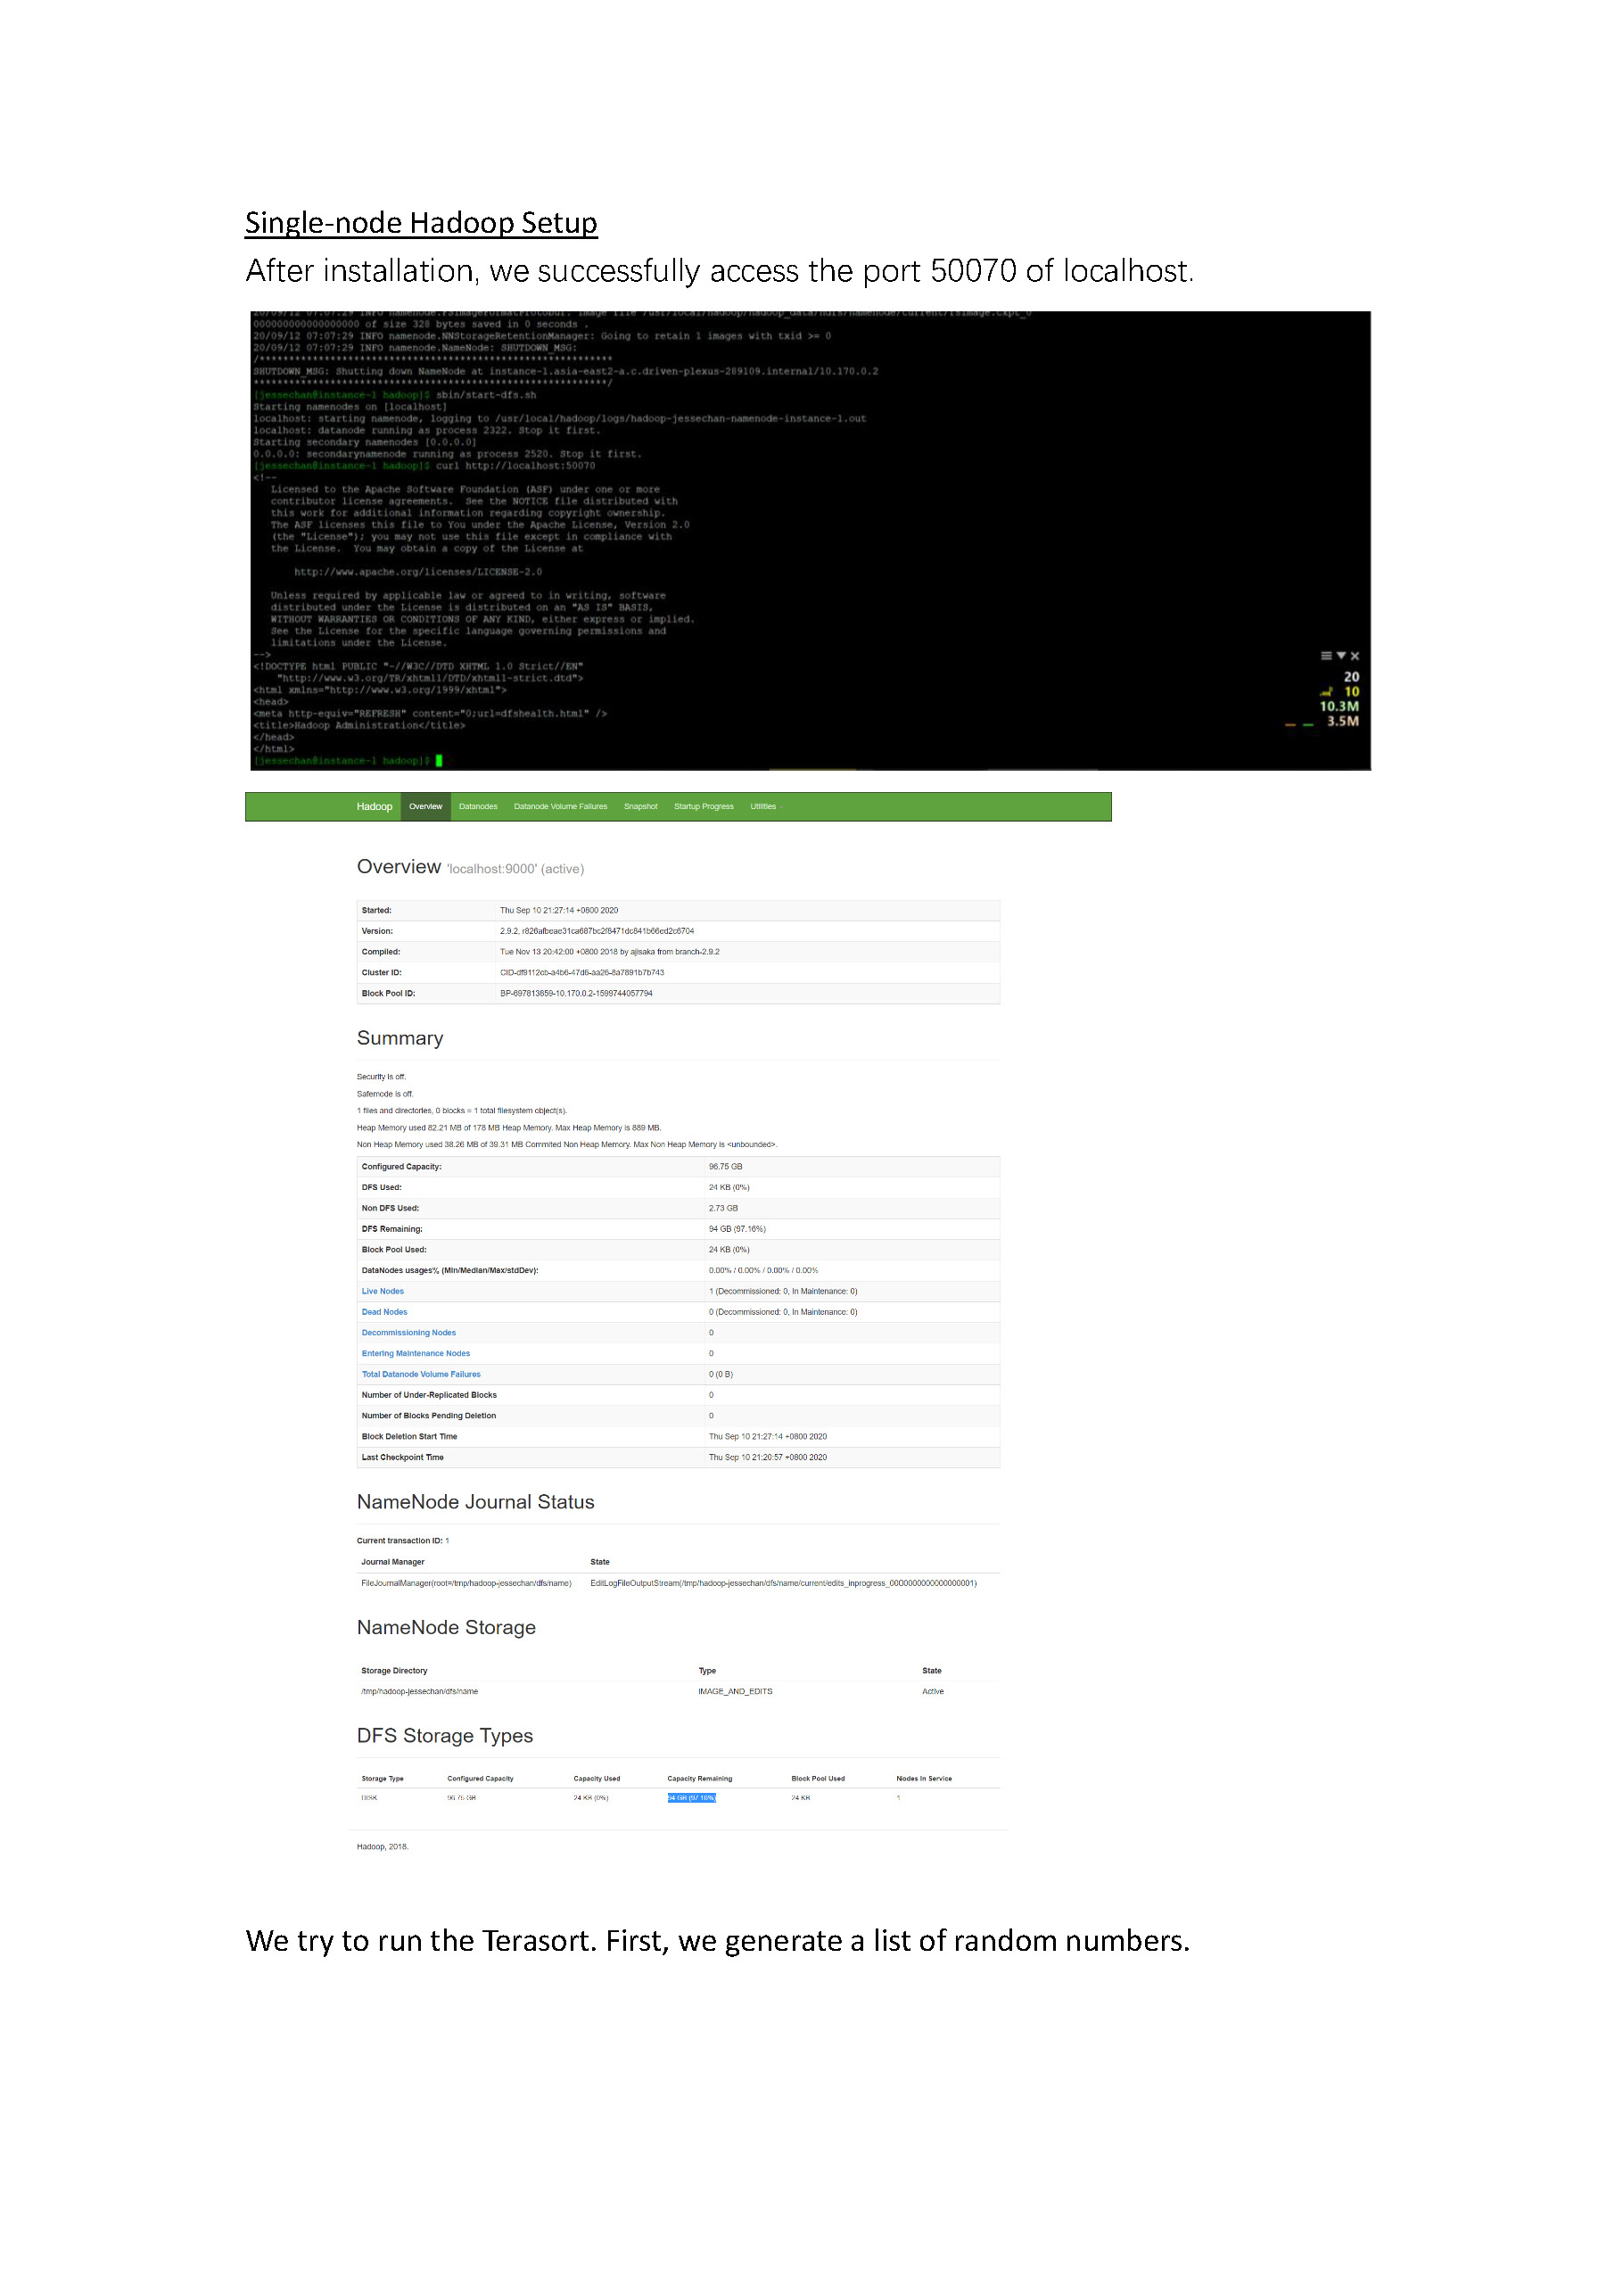 Single-node Hadoop Setup
After installation, we successfully access the port 50070 of localhost.
20/09/12 07:07:29 INFO namenode.FSImageFormatProtobuf: Image file /usr/local/hadoop/hadoop_data/hdfs/namenode/current/fsimage.ckpt_0
000000000000000000 of size 328 bytes saved in 0 seconds .
20/09/12 07:07:29 INFO namenode.NNStorageRetentionManager: Going to retain 1 images with txid >= 0
20/09/12 07:07:29 INFO namenode.NameNode: SHUTDOWN_MSG:
/************************************************************
SHUTDOWN_MSG: Shutting down NameNode at instance-1.asia-east2-a.c.driven-plexus-289109.internal/10.170.0.2
************************************************************/
[jessechan@instance-1 hadoop]$ sbin/start-dfs.sh
Starting namenodes on [localhost]
localhost: starting namenode, logging to /usr/local/hadoop/logs/hadoop-jessechan-namenode-instance-1.out
localhost: datanode running as process 2322. Stop it first.
Starting secondary namenodes [0.0.0.0]
0.0.0.0: secondarynamenode running as process 2520. Stop it first.
[jessechan@instance-1 hadoop]$ curl http://localhost:50070
<!--
Licensed to the Apache Software Foundation (ASF) under one or more
contributor license agreements. See the NOTICE file distributed with
this work for additional information regarding copyright ownership.
The ASF licenses this file to You under the Apache License, Version 2.0
(the "License"); you may not use this file except in compliance with
the License. You may obtain a copy of the License at
http://www.apache.org/licenses/LICENSE-2.0
Unless required by applicable law or agreed to in writing, software
distributed under the License is distributed on an "AS IS" BASIS,
WITHOUT WARRANTIES OR CONDITIONS OF ANY KIND, either express or implied.
See the License for the specific language governing permissions and
limitations under the License.
-->
<!DOCTYPE html PUBLIC "-//W3C//DTD XHTML 1.0 Strict//EN"
"http://www.w3.org/TR/xhtml1/DTD/xhtml1-strict.dtd">
<html xmlns="http://www.w3.org/1999/xhtml">
<head>
<meta http-equiv="REFRESH" content="0;url=dfshealth.html" />
<title>Hadoop Administration</title>
</head>
</html>
[jessechan@instance-1 hadoop]$
20
10
10.3M
3.5M
Hadoop Overview Datanodes Datanode Volume Failures Snapshot Startup Progress Utilities
Overview 'localhost:9000' (active)
Started: Thu Sep 10 21:27:14 +0800 2020
Version: 2.9.2, r826afbeae31ca687bc2f8471dc841b66ed2c6704
Compiled: Tue Nov 13 20:42:00 +0800 2018 by ajisaka from branch-2.9.2
Cluster ID: CID-df9112cb-a4b6-47d6-aa26-8a7891b7b743
Block Pool ID: BP-697813659-10.170.0.2-1599744057794
Summary
Security is off.
Safemode is off.
1 files and directories, 0 blocks = 1 total filesystem object(s).
Heap Memory used 82.21 MB of 178 MB Heap Memory. Max Heap Memory is 889 MB.
Non Heap Memory used 38.26 MB of 39.31 MB Commited Non Heap Memory. Max Non Heap Memory is <unbounded>.
Configured Capacity: 96.75 GB
DFS Used: 24 KB (0%)
Non DFS Used: 2.73 GB
DFS Remaining: 94 GB (97.16%)
Block Pool Used: 24 KB (0%)
DataNodes usages% (Min/Median/Max/stdDev): 0.00% / 0.00% / 0.00% / 0.00%
Live Nodes 1 (Decommissioned: 0, In Maintenance: 0)
Dead Nodes 0 (Decommissioned: 0, In Maintenance: 0)
Decommissioning Nodes 0
Entering Maintenance Nodes 0
Total Datanode Volume Failures 0 (0 B)
Number of Under-Replicated Blocks 0
Number of Blocks Pending Deletion 0
Block Deletion Start Time Thu Sep 10 21:27:14 +0800 2020
Last Checkpoint Time Thu Sep 10 21:20:57 +0800 2020
NameNode Journal Status
Current transaction ID: 1
Journal Manager State
FileJournalManager(root=/tmp/hadoop-jessechan/dfs/name) EditLogFileOutputStream(/tmp/hadoop-jessechan/dfs/name/current/edits_inprogress_0000000000000000001)
NameNode Storage
Storage Directory Type State
/tmp/hadoop-jessechan/dfs/name IMAGE_AND_EDITS Active
DFS Storage Types
Storage Type Configured Capacity Capacity Used Capacity Remaining Block Pool Used Nodes In Service
DISK 96.75 GB 24 KB (0%) 94 GB (97.16%) 24 KB 1
Hadoop, 2018.
We try to run the Terasort. First, we generate a list of random numbers.